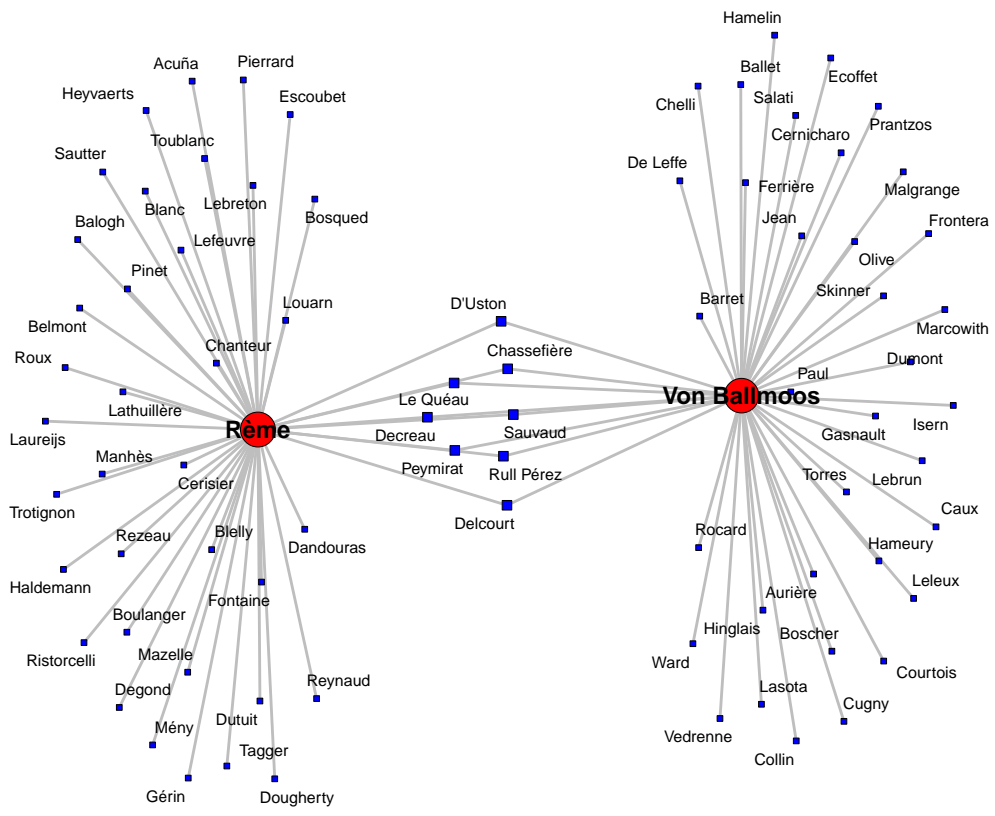 Hamelin
Acuña
Pierrard
Ballet
Ecoffet
Heyvaerts
Escoubet
Chelli
Salati
Prantzos
Toublanc
Cernicharo
Sautter
De Leffe
Blanc
Lebreton
Ferrière
Malgrange
Balogh
Bosqued
Jean
Frontera
Lefeuvre
Olive
Pinet
Skinner
Louarn
D'Uston
Barret
Belmont
Marcowith
Chanteur
Chassefière
Roux
Dumont
Paul
Von Ballmoos
Le Quéau
Lathuillère
Isern
Rème
Decreau
Sauvaud
Gasnault
Laureijs
Manhès
Peymirat
Rull Pérez
Torres
Lebrun
Cerisier
Trotignon
Caux
Delcourt
Rocard
Blelly
Rezeau
Dandouras
Hameury
Haldemann
Leleux
Fontaine
Aurière
Boulanger
Hinglais
Boscher
Mazelle
Ristorcelli
Ward
Courtois
Reynaud
Degond
Lasota
Cugny
Dutuit
Mény
Vedrenne
Tagger
Collin
Gérin
Dougherty